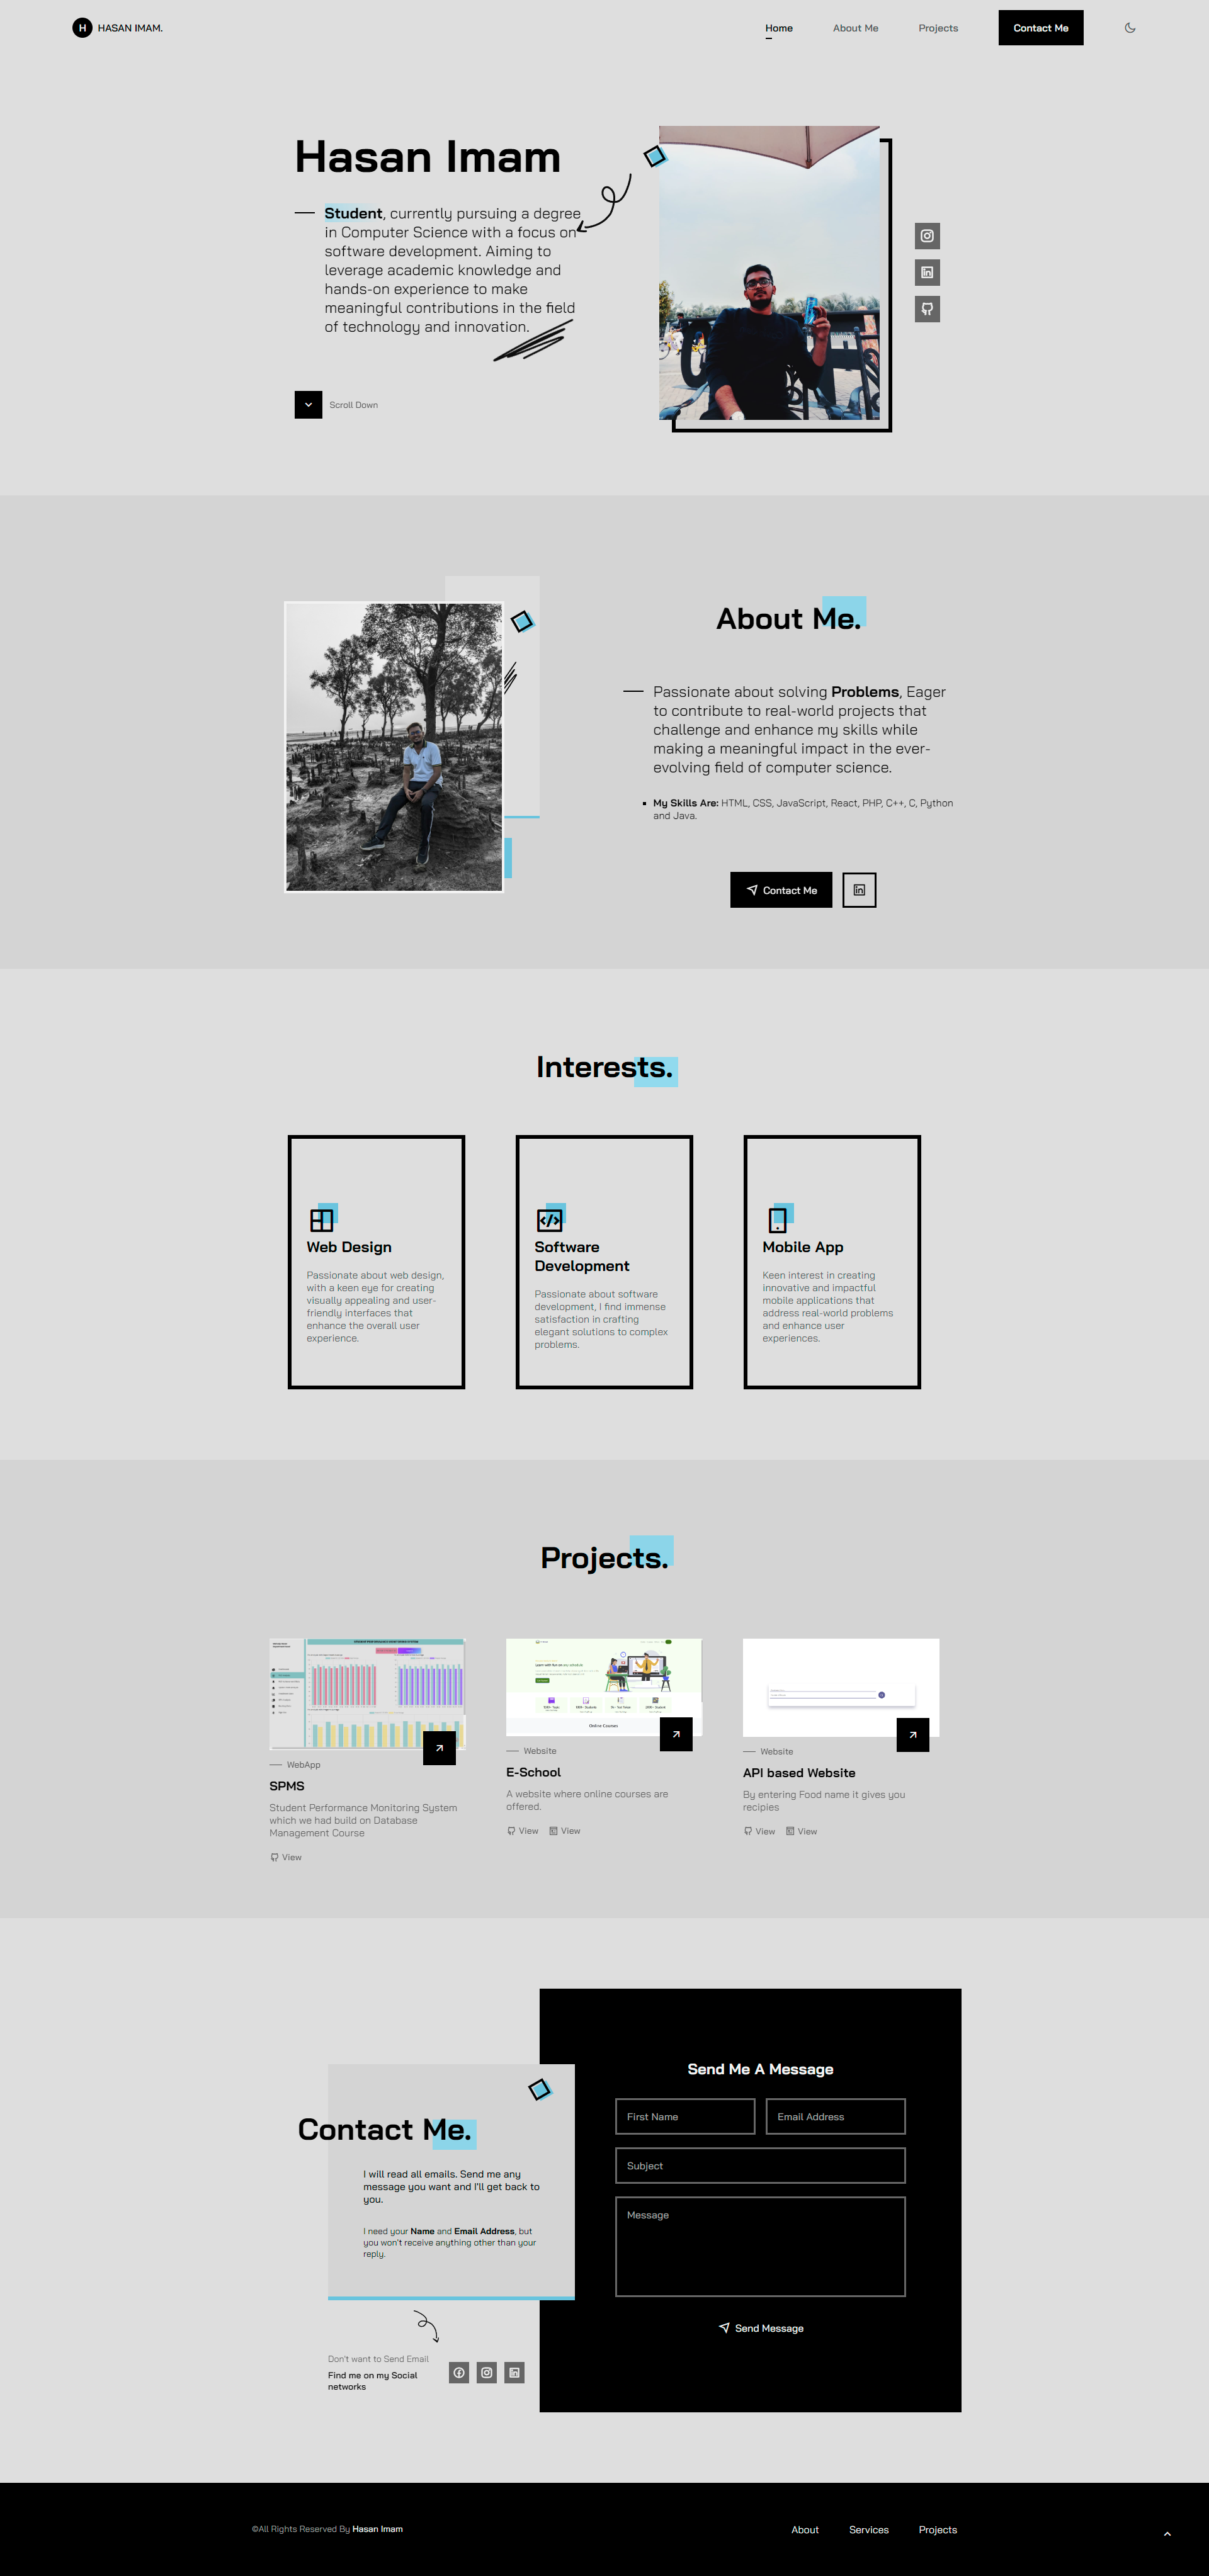 H HASAN IMAM.
Home
About Me
Projects
Contact Me
Hasan Imam
Student, currently pursuing a degree
in Computer Science with a focus on
software development. Aiming to
leverage academic knowledge and
hands-on experience to make
meaningful contributions in the field
of technology and innovation.
Scroll Down
About Me.
Passionate about solving Problems, Eager
to contribute to real-world projects that
challenge and enhance my skills while
making a meaningful impact in the ever-
evolving field of computer science.
My Skills Are: HTML, CSS, JavaScript, React, PHP, C++, C, Python
and Java.
Contact Me
Interests.
Web Design
Passionate about web design,
with a keen eye for creating
visually appealing and user-
friendly interfaces that
enhance the overall user
experience.
Software
Development
Passionate about software
development, I find immense
satisfaction in crafting
elegant solutions to complex
problems.
Mobile App
Keen interest in creating
innovative and impactful
mobile applications that
address real-world problems
and enhance user
experiences.
Projects.
WebApp
SPMS
Student Performance Monitoring System
which we had build on Database
Management Course
View
Online Courses
Website
E-School
A website where online courses are
offered.
View
View
Website
API based Website
By entering Food name it gives you
recipies
View
View
Contact Me.
I will read all emails. Send me any
message you want and I'll get back to
you.
I need your Name and Email Address, but
you won't receive anything other than your
reply.
Don't want to Send Email
Find me on my Social
networks
Send Me A Message
First Name
Email Address
Subject
Message
Send Message
©All Rights Reserved By Hasan Imam
About
Services
Projects